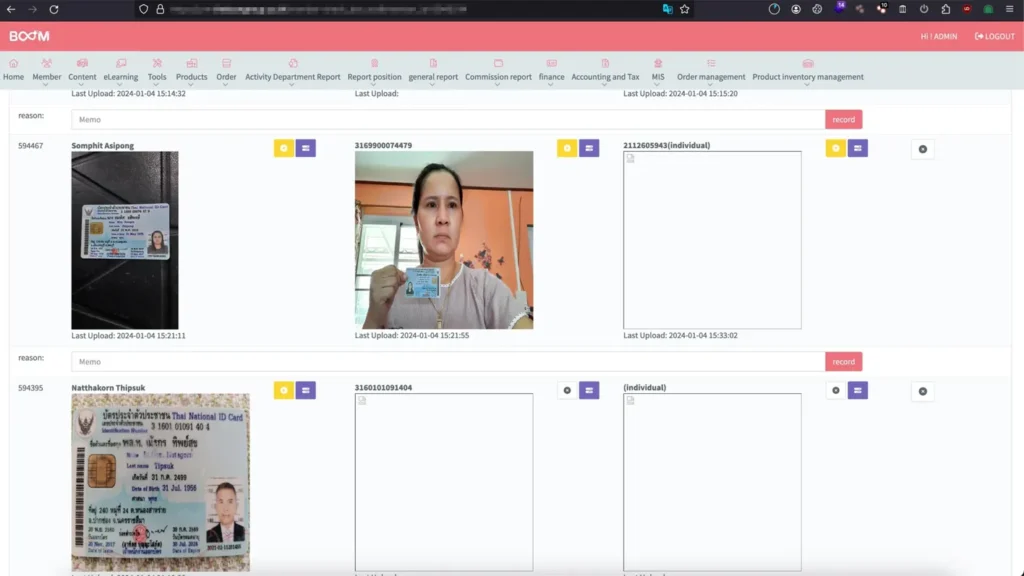 BOOM
Hi ! ADMIN
LOGOUT
Home Member Content eLearning Tools Products Order Activity Department Report Report position general report Commission report finance Accounting and Tax MIS Order management Product inventory management
Last Upload: 2024-01-04 15:14:32
Last Upload:
Last Upload: 2024-01-04 15:15:20
reason:
Memo
record
594467
Somphit Asipong
3169900074479
2112605943(individual)
Thai National ID Card
Last Upload: 2024-01-04 15:21:11
Last Upload: 2024-01-04 15:21:55
Last Upload: 2024-01-04 15:33:02
reason:
Memo
record
594395
Natthakorn Thipsuk
3160101091404
(individual)
บัตรประจำตัวประชาชน Thai National ID Card
3 1601 01091 40 4
Last name Tipsuk
Date of Birth 31 Jul. 1956